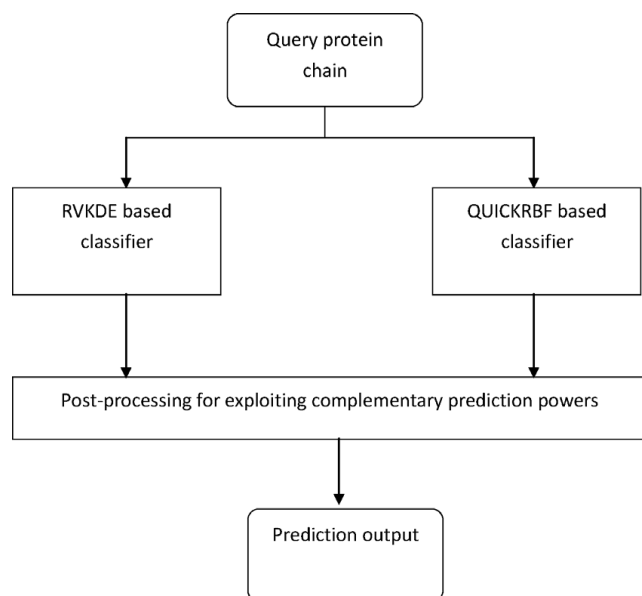 Query protein
chain
RVKDE based
classifier
QUICKRBF based
classifier
Post-processing for exploiting complementary prediction powers
Prediction output